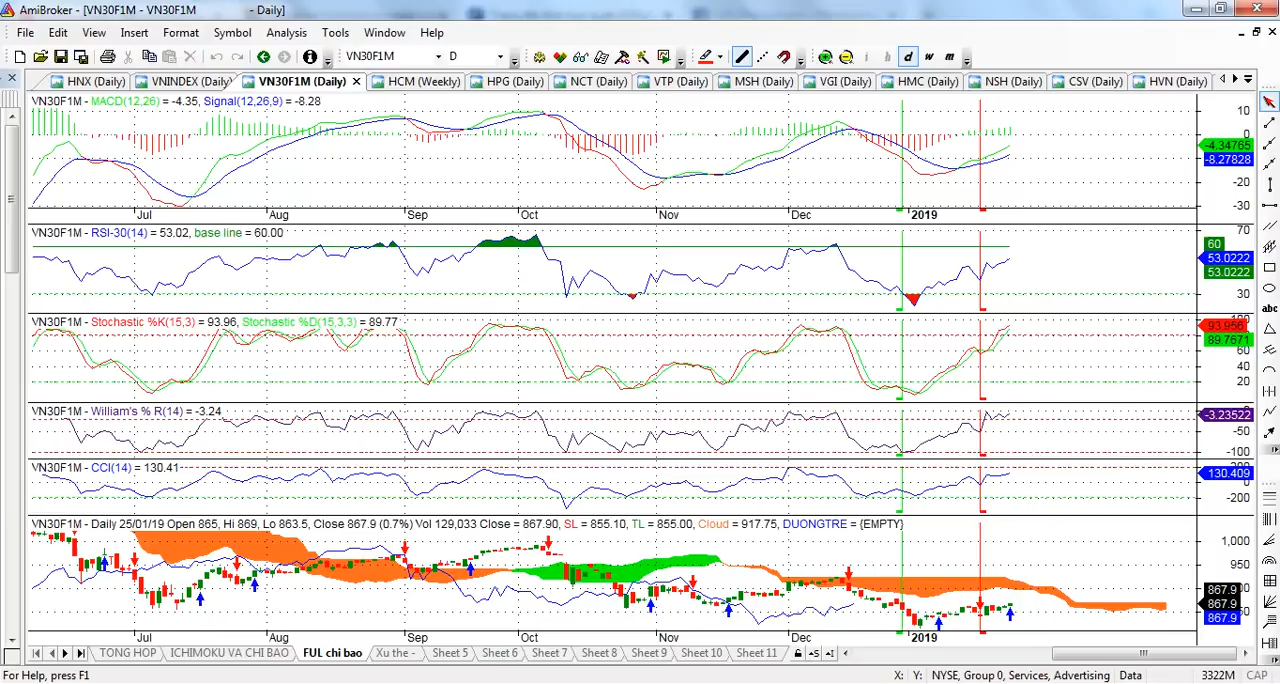 AmiBroker - [VN30F1M - VN30F1M - Daily]
File Edit View Insert Format Symbol Analysis Tools Window Help
VN30F1M D i h d w m
HNX (Daily) VNINDEX (Daily) VN30F1M (Daily) HCM (Weekly) HPG (Daily) NCT (Daily) VTP (Daily) MSH (Daily) VGI (Daily) HMC (Daily) NSH (Daily) CSV (Daily) HVN (Daily)
VN30F1M - MACD(12,26) = -4.35, Signal(12,26,9) = -8.28
10
0
-4.34765
-8.27828
-20
-30
Jul Aug Sep Oct Nov Dec 2019
VN30F1M - RSI-30(14) = 53.02, base line = 60.00
70
60
53.0222
53.0222
30
VN30F1M - Stochastic %K(15,3) = 93.96, Stochastic %D(15,3,3) = 89.77
93.956
89.7671
60
40
20
VN30F1M - William's % R(14) = -3.24
-3.23522
-50
-100
VN30F1M - CCI(14) = 130.41
130.409
-200
VN30F1M - Daily 25/01/19 Open 865, Hi 869, Lo 863.5, Close 867.9 (0.7%) Vol 129,033 Close = 867.90, SL = 855.10, TL = 855.00, Cloud = 917.75, DUONGTRE = {EMPTY}
1,000
950
867.9
867.9
867.9
Jul Aug Sep Oct Nov Dec 2019
TONG HOP ICHIMOKU VA CHI BAO FUL chi bao Xu the - Sheet 5 Sheet 6 Sheet 7 Sheet 8 Sheet 9 Sheet 10 Sheet 11
For Help, press F1 X: Y: NYSE, Group 0, Services, Advertising Data 3322M CAP
abc